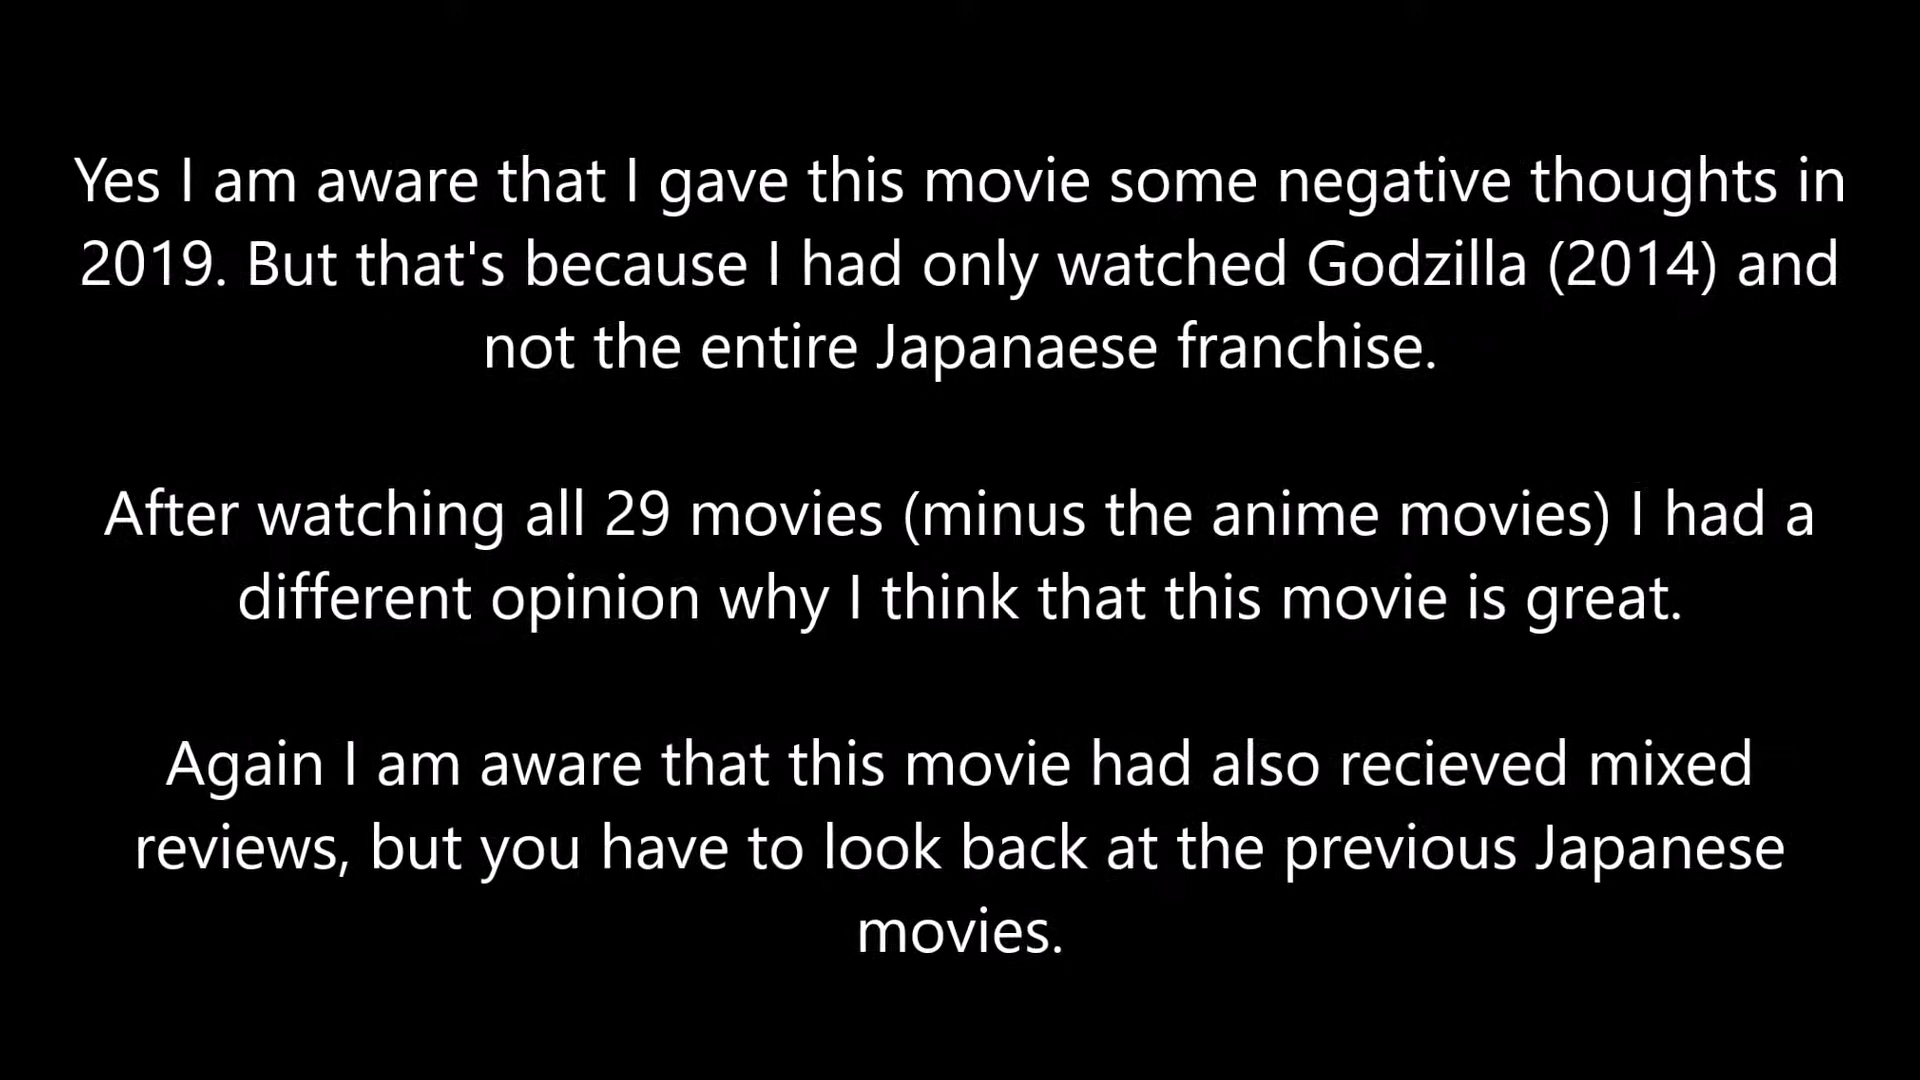 Yes I am aware that I gave this movie some negative thoughts in
2019. But that's because I had only watched Godzilla (2014) and
not the entire Japanaese franchise.
After watching all 29 movies (minus the anime movies) I had a
different opinion why I think that this movie is great.
Again I am aware that this movie had also recieved mixed
reviews, but you have to look back at the previous Japanese
movies.